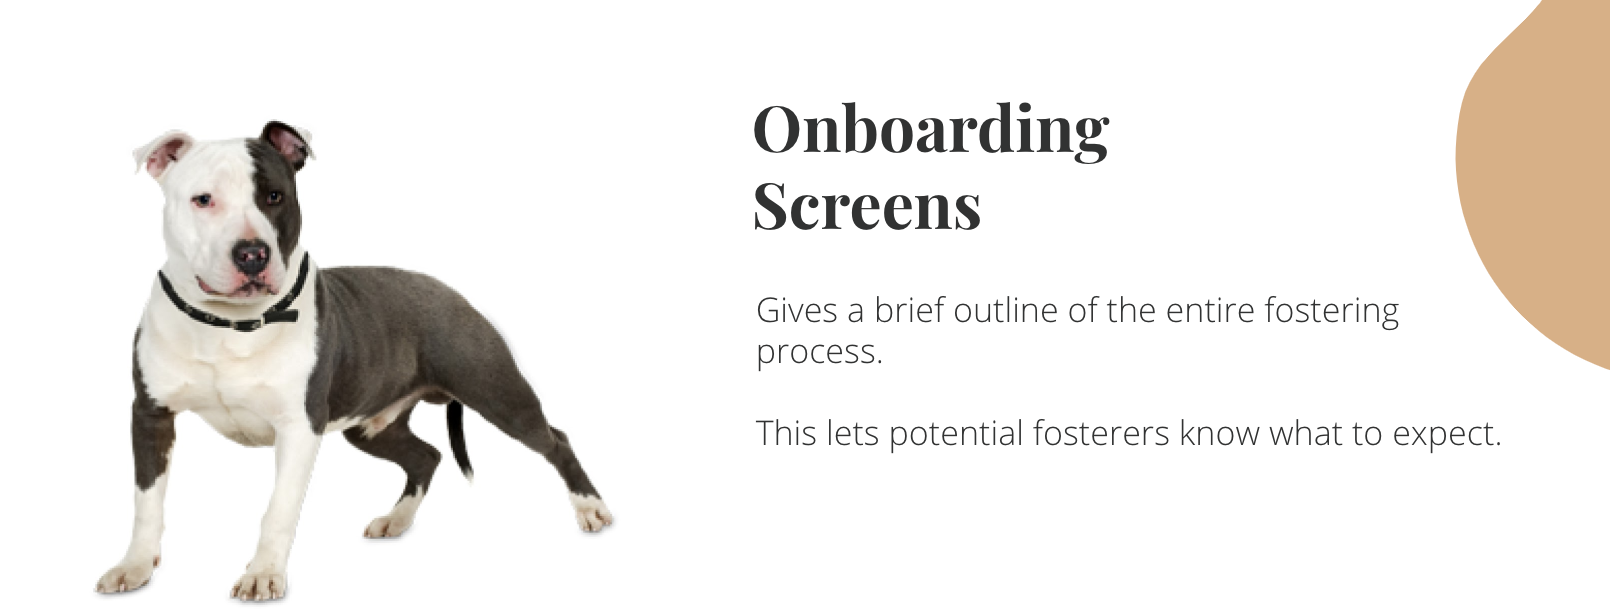 Onboarding
Screens
Gives a brief outline of the entire fostering
process.
This lets potential fosterers know what to expect.